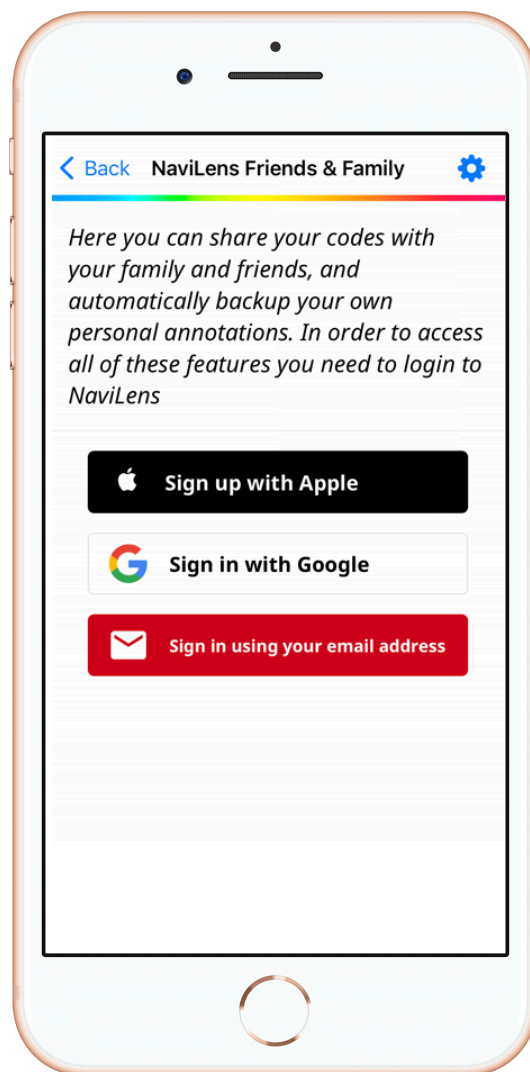 Back NaviLens Friends & Family
Here you can share your codes with
your family and friends, and
automatically backup your own
personal annotations. In order to access
all of these features you need to login to
NaviLens
Sign up with Apple
Sign in with Google
Sign in using your email address